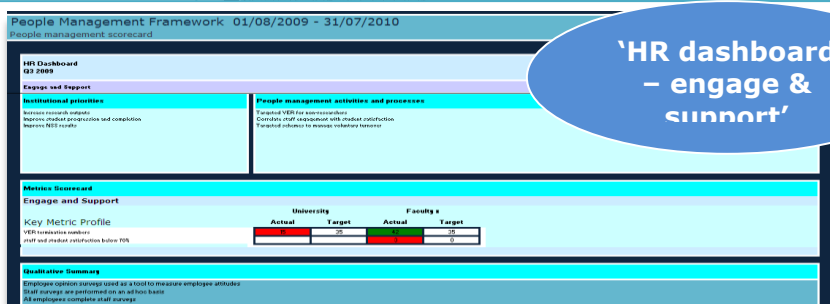 People Management Framework 01/08/2009 - 31/07/2010
People management scorecard
'HR dashboard
– engage &
support'
HR Dashboard
Q3 2009
Engage and Support
Institutional priorities
Increase research outputs
Improve student progression and completion
Improve NSS results
People management activities and processes
Targeted VER for non-researchers
Correlate staff engagement with student satisfaction
Targeted schemes to manage voluntary turnover
Metrics Scorecard
Engage and Support
University Faculty x
Key Metric Profile Actual Target Actual Target
VER termination numbers 35 42 35
staff and student satisfaction below 70% 0
Qualitative Summary
Employee opinion surveys used as a tool to measure employee attitudes
Staff surveys are performed on an ad hoc basis
All employees complete staff surveys